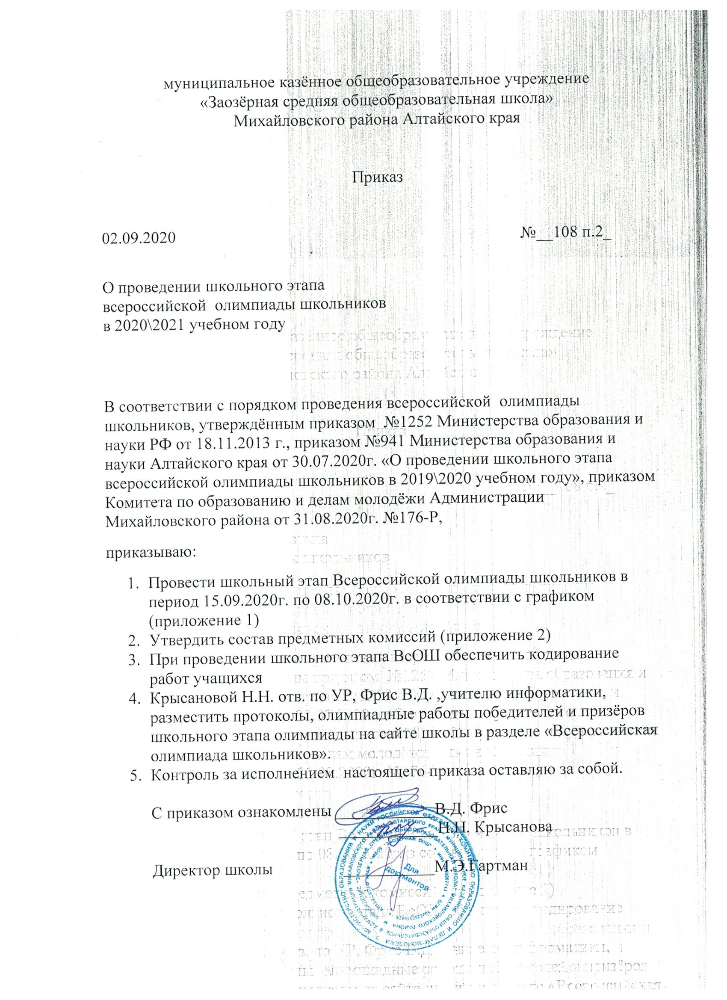 муниципальное казённое общеобразовательное учреждение
«Заозёрная средняя общеобразовательная школа»
Михайловского района Алтайского края
Приказ
02.09.2020 №__108 п.2_
О проведении школьного этапа
всероссийской  олимпиады школьников
в 2020\2021 учебном году
В соответствии с порядком проведения всероссийской  олимпиады
школьников, утверждённым приказом  №1252 Министерства образования и
науки РФ от 18.11.2013 г., приказом №941 Министерства образования и
науки Алтайского края от 30.07.2020г. «О проведении школьного этапа
всероссийской олимпиады школьников в 2019\2020 учебном году», приказом
Комитета по образованию и делам молодёжи Администрации
Михайловского района от 31.08.2020г. №176-Р,
приказываю:
1. Провести школьный этап Всероссийской олимпиады школьников в
период 15.09.2020г. по 08.10.2020г. в соответствии с графиком
(приложение 1)
2. Утвердить состав предметных комиссий (приложение 2)
3. При проведении школьного этапа ВсОШ обеспечить кодирование
работ учащихся
4. Крысановой Н.Н. отв. по УР, Фрис В.Д. ,учителю информатики,
разместить протоколы, олимпиадные работы победителей и призёров
школьного этапа олимпиады на сайте школы в разделе «Всероссийская
олимпиада школьников».
5. Контроль за исполнением  настоящего приказа оставляю за собой.
С приказом ознакомлены ____________В.Д. Фрис
____________Н.Н. Крысанова
Директор школы ____________М.Э.Гартман
Для
документов